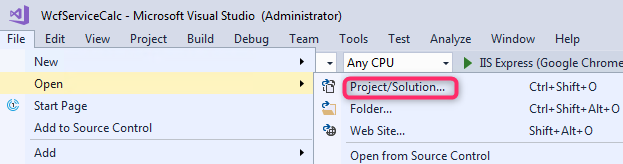 WcfServiceCalc - Microsoft Visual Studio (Administrator)
File Edit View Project Build Debug Team Tools Test Analyze Window Help
New
Any CPU
IIS Express (Google Chrome
Open
Project/Solution... Ctrl+Shift+O
Start Page
Folder... Ctrl+Shift+Alt+O
Add to Source Control
Web Site... Shift+Alt+O
Add
Open from Source Control